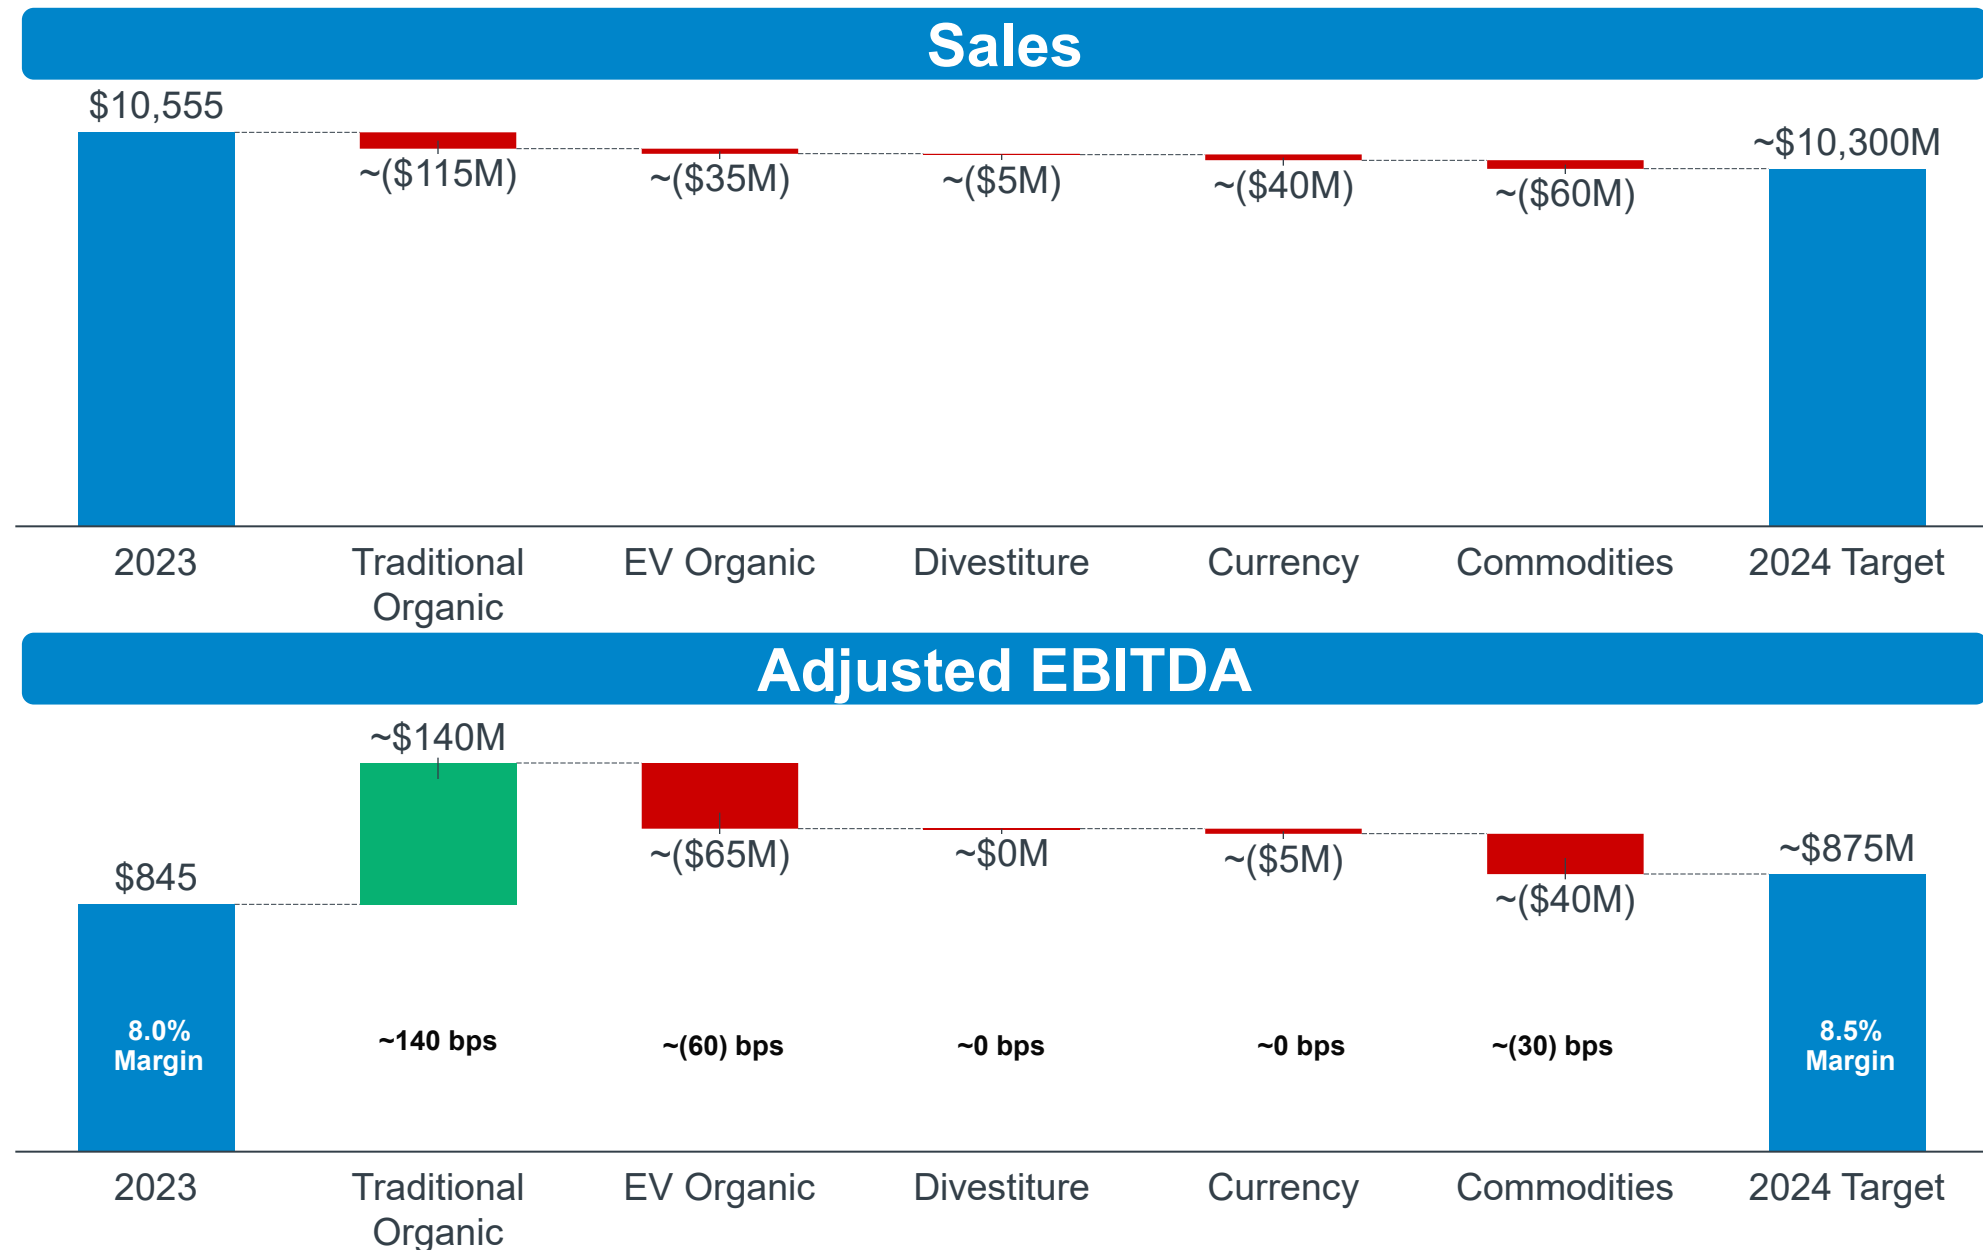 Sales
$10,555
~($115M)
~($35M)
~($5M)
~($40M)
~($60M)
~$10,300M
2023
Traditional
Organic
EV Organic
Divestiture
Currency
Commodities
2024 Target
Adjusted EBITDA
$845
~$140M
~($65M)
~$0M
~($5M)
~($40M)
~$875M
8.0%
Margin
~140 bps
~(60) bps
~0 bps
~0 bps
~(30) bps
8.5%
Margin
2023
Traditional
Organic
EV Organic
Divestiture
Currency
Commodities
2024 Target